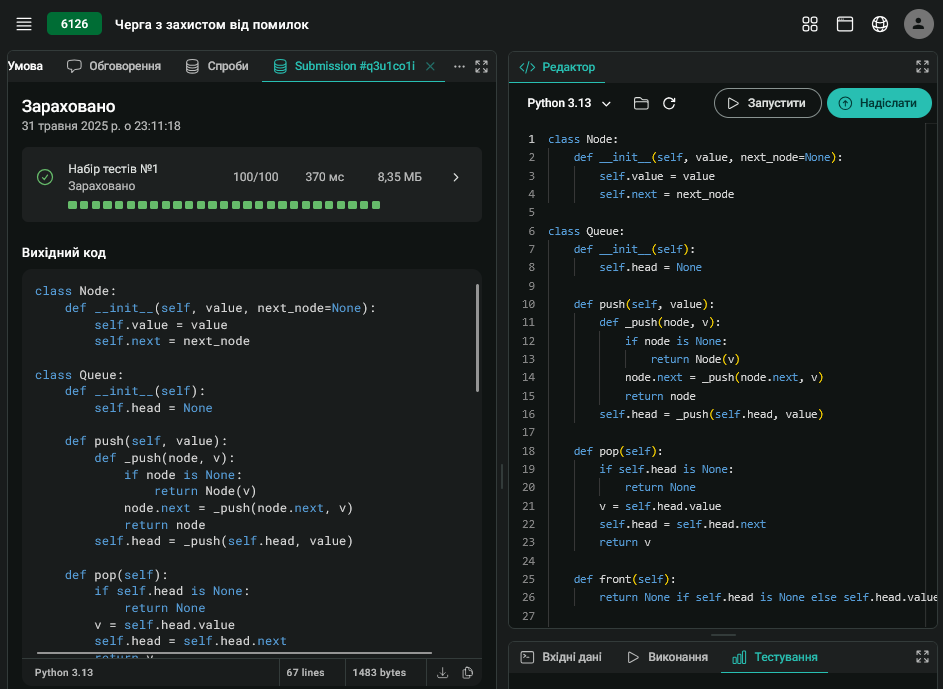 6126 Черга з захистом від помилок
Умова Обговорення Спроби Submission #q3u1co1i
Зараховано
31 травня 2025 р. о 23:11:18
Набір тестів №1
Зараховано
100/100 370 мс 8,35 МБ
Вихідний код
class Node:
    def __init__(self, value, next_node=None):
        self.value = value
        self.next = next_node

class Queue:
    def __init__(self):
        self.head = None

    def push(self, value):
        def _push(node, v):
            if node is None:
                return Node(v)
            node.next = _push(node.next, v)
            return node
        self.head = _push(self.head, value)

    def pop(self):
        if self.head is None:
            return None
        v = self.head.value
        self.head = self.head.next
        return v
Python 3.13 67 lines 1483 bytes
Редактор
Python 3.13 Запустити Надіслати
1 class Node:
2     def __init__(self, value, next_node=None):
3         self.value = value
4         self.next = next_node
5
6 class Queue:
7     def __init__(self):
8         self.head = None
9
10     def push(self, value):
11         def _push(node, v):
12             if node is None:
13                 return Node(v)
14             node.next = _push(node.next, v)
15             return node
16         self.head = _push(self.head, value)
17
18     def pop(self):
19         if self.head is None:
20             return None
21         v = self.head.value
22         self.head = self.head.next
23         return v
24
25     def front(self):
26         return None if self.head is None else self.head.value
27
Вхідні дані Виконання Тестування